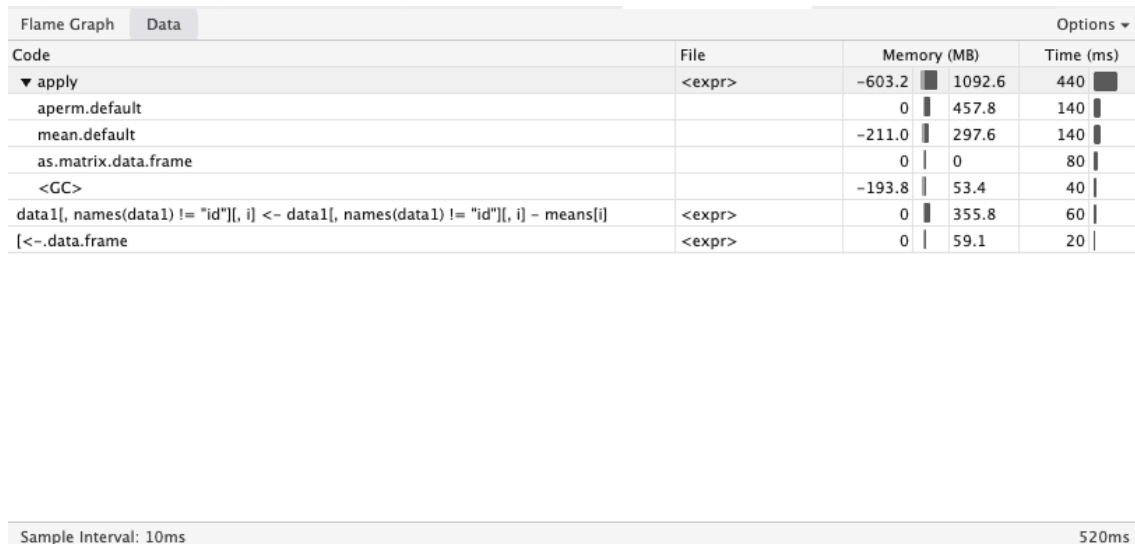 Flame Graph Data Options ▾
Code File Memory (MB) Time (ms)
▼ apply <expr> -603.2 1092.6 440
aperm.default 0 457.8 140
mean.default -211.0 297.6 140
as.matrix.data.frame 0 0 80
<GC> -193.8 53.4 40
data1[, names(data1) != "id"][, i] <- data1[, names(data1) != "id"][, i] - means[i] <expr> 0 355.8 60
[<-.data.frame <expr> 0 59.1 20
Sample Interval: 10ms 520ms